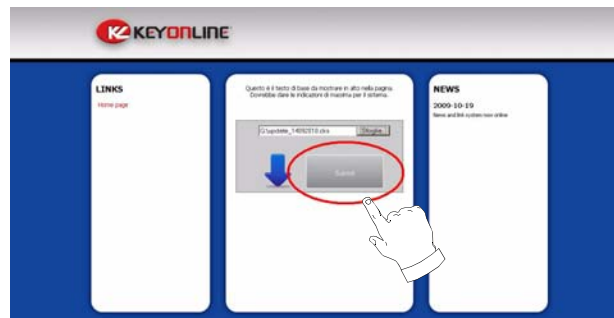 KEYONLINE
LINKS
Home page
Questo è il testo di base da mostrare in alto nella pagina.
Dovrebbe dare le indicazioni di massima per il sistema.
Sfoglia...
Submit
NEWS
2009-10-19
News and link system now online